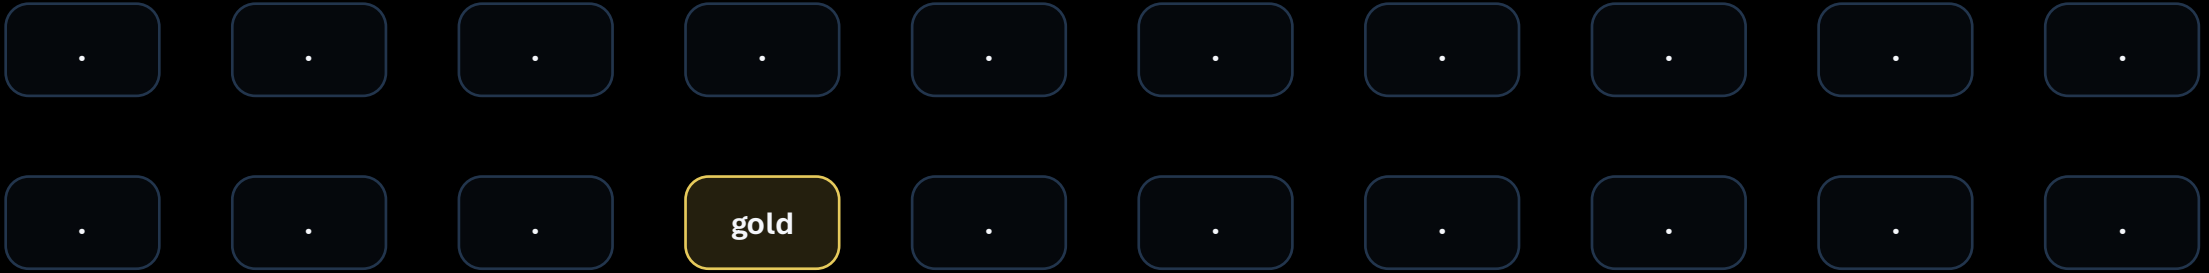 . . . . . . . . . .
. . . gold . . . . . .